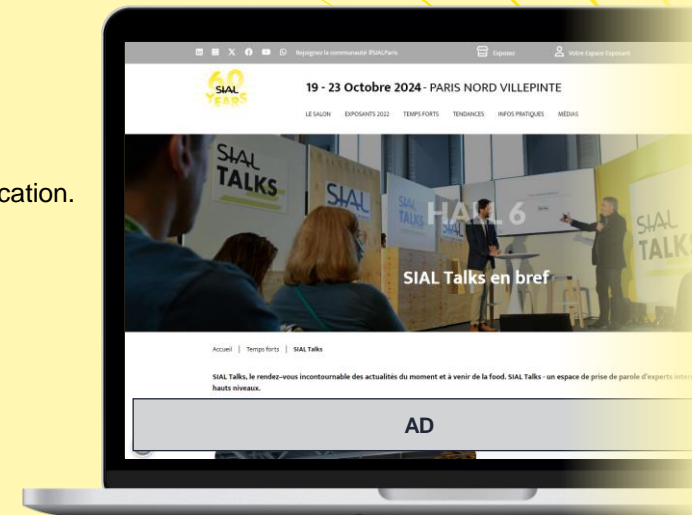 cation.
Rejoignez la communauté #SIALParis
Exposez
Votre Espace Exposant
60
SIAL
YEARS
19 - 23 Octobre 2024 - PARIS NORD VILLEPINTE
LE SALON EXPOSANTS 2022 TEMPS FORTS TENDANCES INFOS PRATIQUES MÉDIAS
SIAL
TALKS
SIAL
SIAL
TALKS
HALL 6
SIAL
TALK
SIAL Talks en bref
Accueil | Temps forts | SIAL Talks
SIAL Talks, le rendez-vous incontournable des actualités du moment et à venir de la food. SIAL Talks - un espace de prise de parole d'experts
hauts niveaux.
AD